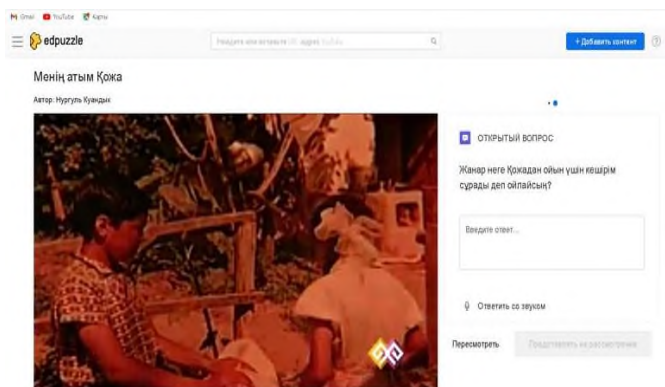 Gmail YouTube Карты
edpuzzle
+ Добавить контент
Менің атым Қожа
Автор: Нургуль Куандык
ОТКРЫТЫЙ ВОПРОС
Жанар неге Қожадан ойын үшін кешірім
сұрады деп ойлайсың?
Введите ответ...
Ответить со звуком
Пересмотреть
Представлять на рассмотрение